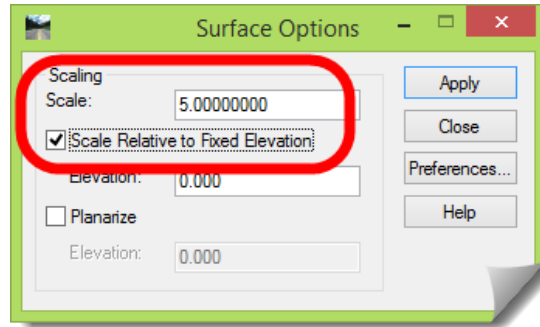 Surface Options
Scaling
Scale: 5.00000000
Scale Relative to Fixed Elevation
Elevation: 0.000
Planarize
Elevation: 0.000
Apply
Close
Preferences...
Help